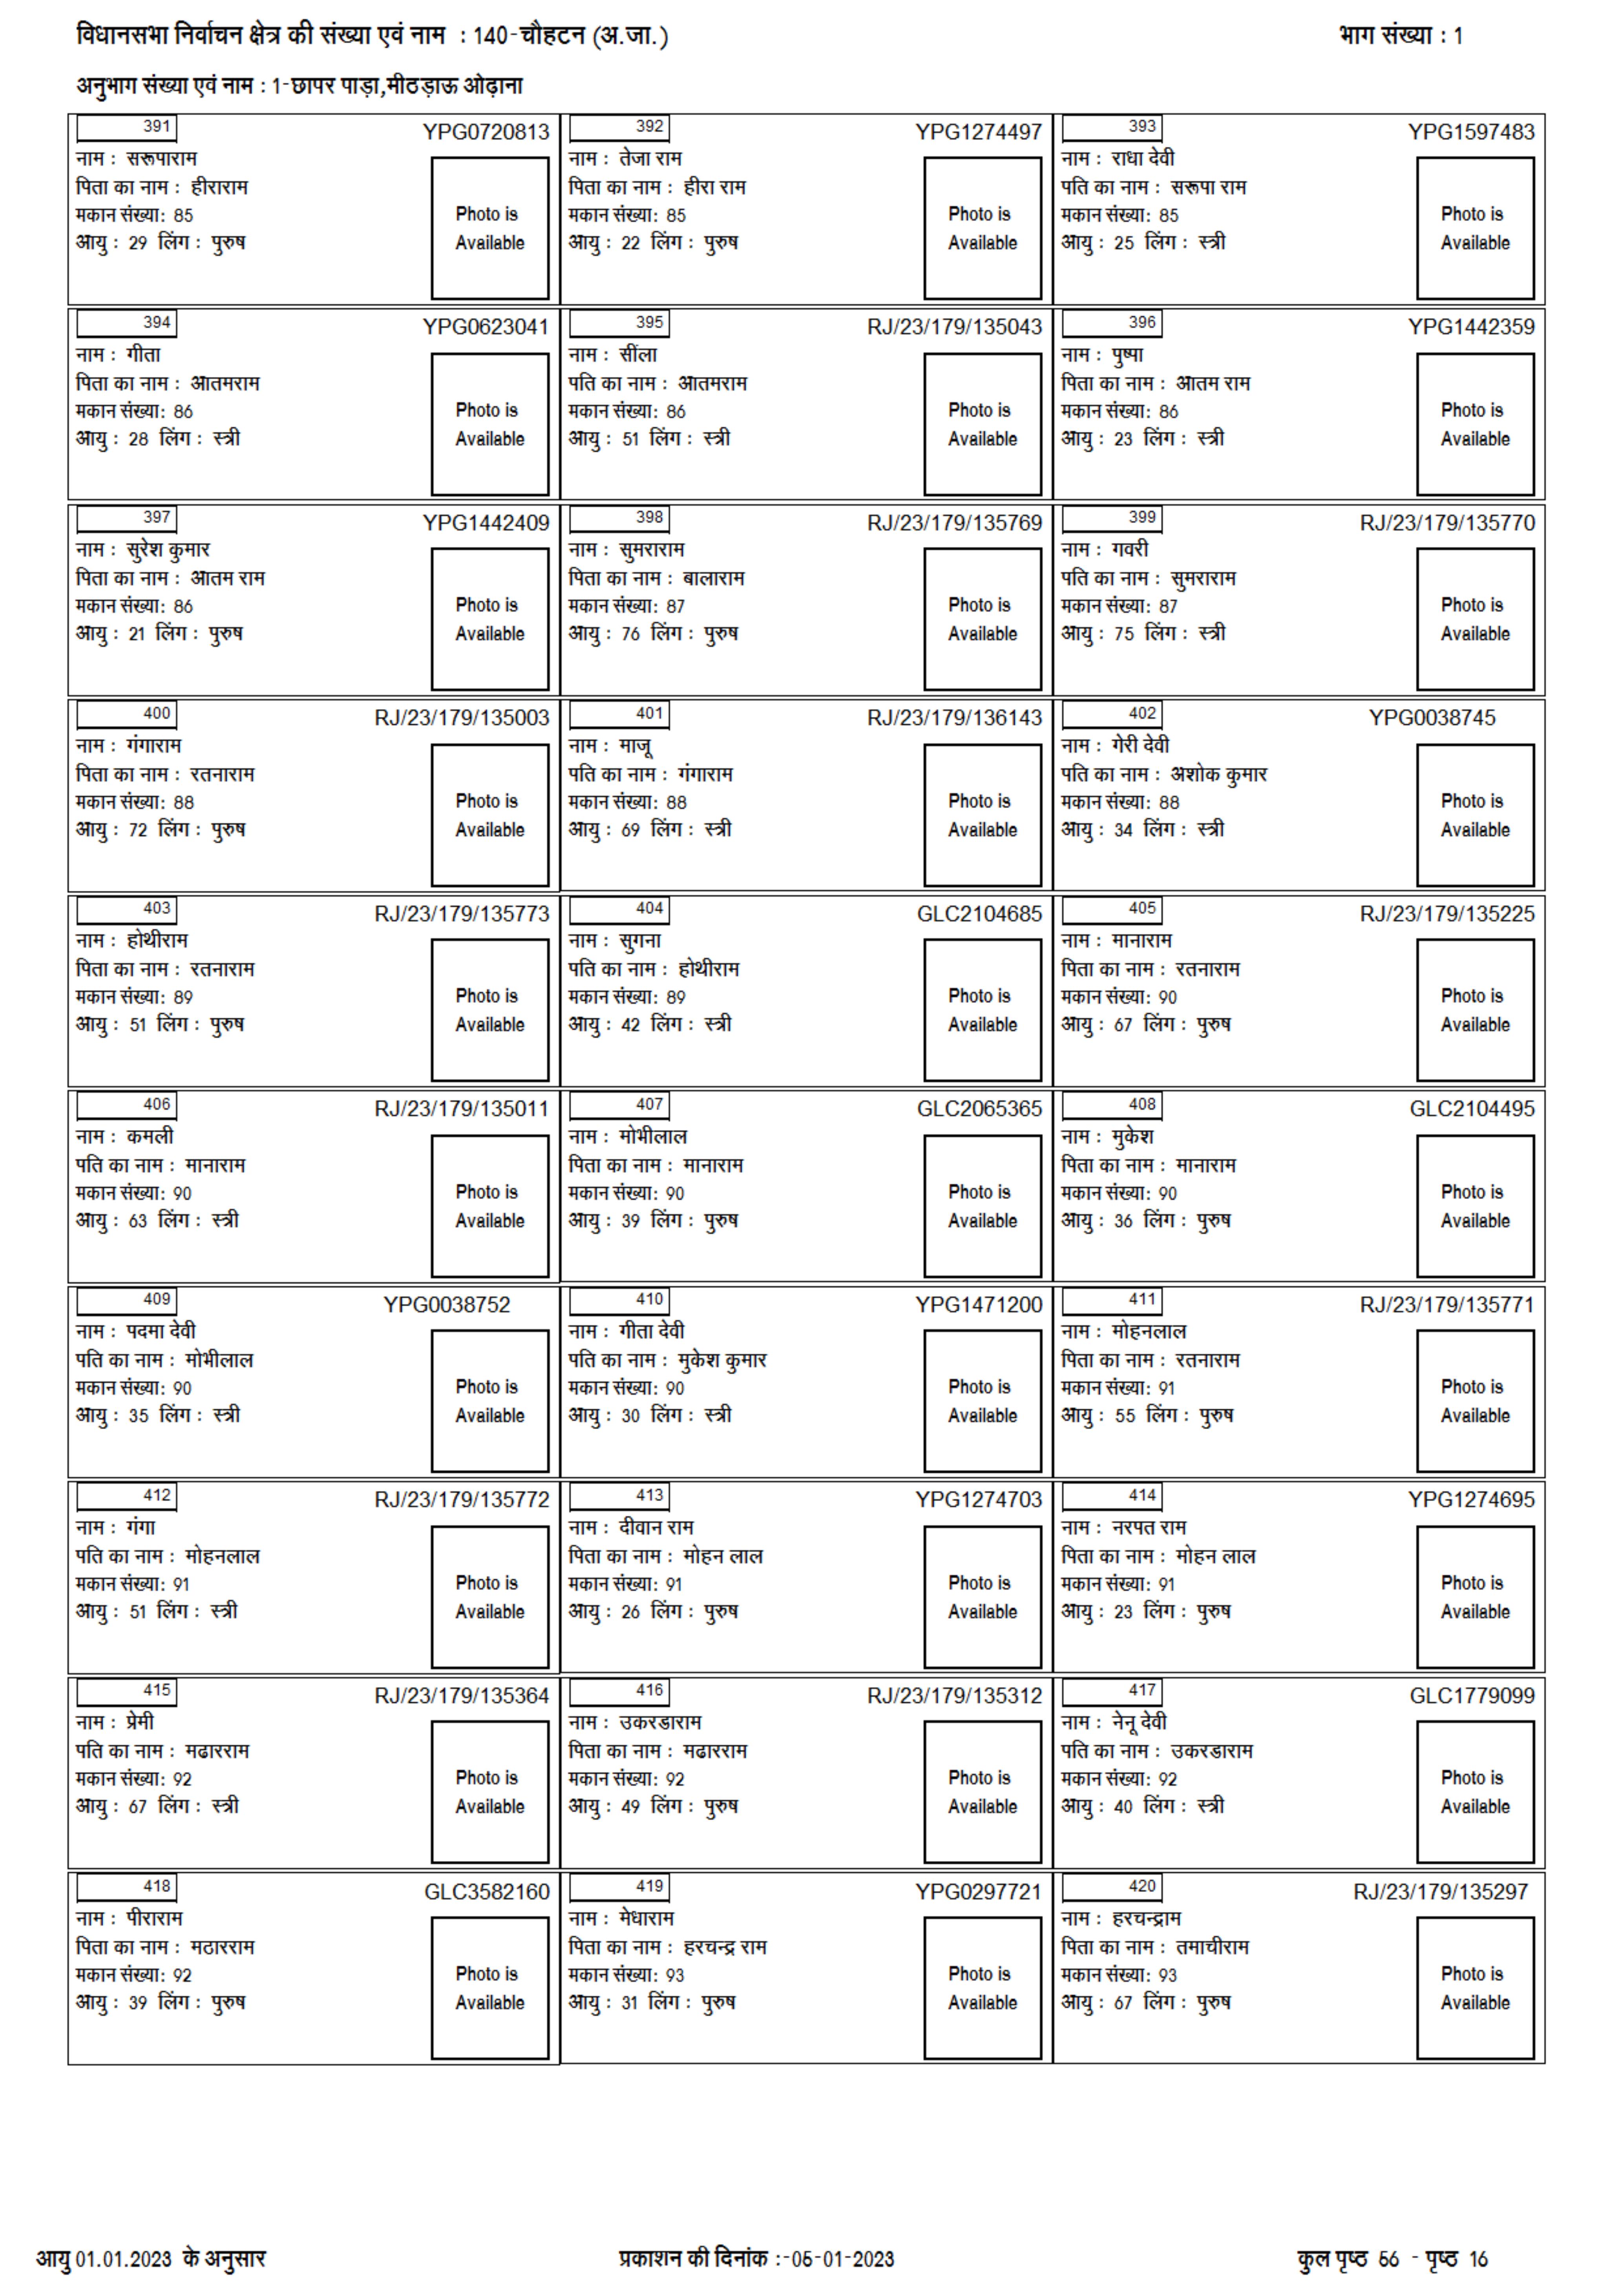 विधानसभा निर्वाचन क्षेत्र की संख्या एवं नाम : 140-चौहटन (अ.जा.) भाग संख्या : 1
अनुभाग संख्या एवं नाम : 1-छापर पाड़ा,मीठड़ाऊ ओढ़ाना
391 YPG0720813
नाम : सरूपाराम
पिता का नाम : हीराराम
मकान संख्या: 85
आयु : 29 लिंग : पुरुष
Photo is
Available
392 YPG1274497
नाम : तेजा राम
पिता का नाम : हीरा राम
मकान संख्या: 85
आयु : 22 लिंग : पुरुष
Photo is
Available
393 YPG1597483
नाम : राधा देवी
पति का नाम : सरूपा राम
मकान संख्या: 85
आयु : 25 लिंग : स्त्री
Photo is
Available
394 YPG0623041
नाम : गीता
पिता का नाम : आतमराम
मकान संख्या: 86
आयु : 28 लिंग : स्त्री
Photo is
Available
395 RJ/23/179/135043
नाम : सींला
पति का नाम : आतमराम
मकान संख्या: 86
आयु : 51 लिंग : स्त्री
Photo is
Available
396 YPG1442359
नाम : पुष्पा
पिता का नाम : आतम राम
मकान संख्या: 86
आयु : 23 लिंग : स्त्री
Photo is
Available
397 YPG1442409
नाम : सुरेश कुमार
पिता का नाम : आतम राम
मकान संख्या: 86
आयु : 21 लिंग : पुरुष
Photo is
Available
398 RJ/23/179/135769
नाम : सुमराराम
पिता का नाम : बालाराम
मकान संख्या: 87
आयु : 76 लिंग : पुरुष
Photo is
Available
399 RJ/23/179/135770
नाम : गवरी
पति का नाम : सुमराराम
मकान संख्या: 87
आयु : 75 लिंग : स्त्री
Photo is
Available
400 RJ/23/179/135003
नाम : गंगाराम
पिता का नाम : रतनाराम
मकान संख्या: 88
आयु : 72 लिंग : पुरुष
Photo is
Available
401 RJ/23/179/136143
नाम : माजू
पति का नाम : गंगाराम
मकान संख्या: 88
आयु : 69 लिंग : स्त्री
Photo is
Available
402 YPG0038745
नाम : गेरी देवी
पति का नाम : अशोक कुमार
मकान संख्या: 88
आयु : 34 लिंग : स्त्री
Photo is
Available
403 RJ/23/179/135773
नाम : होथीराम
पिता का नाम : रतनाराम
मकान संख्या: 89
आयु : 51 लिंग : पुरुष
Photo is
Available
404 GLC2104685
नाम : सुगना
पति का नाम : होथीराम
मकान संख्या: 89
आयु : 42 लिंग : स्त्री
Photo is
Available
405 RJ/23/179/135225
नाम : मानाराम
पिता का नाम : रतनाराम
मकान संख्या: 90
आयु : 67 लिंग : पुरुष
Photo is
Available
406 RJ/23/179/135011
नाम : कमली
पति का नाम : मानाराम
मकान संख्या: 90
आयु : 63 लिंग : स्त्री
Photo is
Available
407 GLC2065365
नाम : मोभीलाल
पिता का नाम : मानाराम
मकान संख्या: 90
आयु : 39 लिंग : पुरुष
Photo is
Available
408 GLC2104495
नाम : मुकेश
पिता का नाम : मानाराम
मकान संख्या: 90
आयु : 36 लिंग : पुरुष
Photo is
Available
409 YPG0038752
नाम : पदमा देवी
पति का नाम : मोभीलाल
मकान संख्या: 90
आयु : 35 लिंग : स्त्री
Photo is
Available
410 YPG1471200
नाम : गीता देवी
पति का नाम : मुकेश कुमार
मकान संख्या: 90
आयु : 30 लिंग : स्त्री
Photo is
Available
411 RJ/23/179/135771
नाम : मोहनलाल
पिता का नाम : रतनाराम
मकान संख्या: 91
आयु : 55 लिंग : पुरुष
Photo is
Available
412 RJ/23/179/135772
नाम : गंगा
पति का नाम : मोहनलाल
मकान संख्या: 91
आयु : 51 लिंग : स्त्री
Photo is
Available
413 YPG1274703
नाम : दीवान राम
पिता का नाम : मोहन लाल
मकान संख्या: 91
आयु : 26 लिंग : पुरुष
Photo is
Available
414 YPG1274695
नाम : नरपत राम
पिता का नाम : मोहन लाल
मकान संख्या: 91
आयु : 23 लिंग : पुरुष
Photo is
Available
415 RJ/23/179/135364
नाम : प्रेमी
पति का नाम : मढारराम
मकान संख्या: 92
आयु : 67 लिंग : स्त्री
Photo is
Available
416 RJ/23/179/135312
नाम : उकरडाराम
पिता का नाम : मढारराम
मकान संख्या: 92
आयु : 49 लिंग : पुरुष
Photo is
Available
417 GLC1779099
नाम : नेनू देवी
पति का नाम : उकरडाराम
मकान संख्या: 92
आयु : 40 लिंग : स्त्री
Photo is
Available
418 GLC3582160
नाम : पीराराम
पिता का नाम : मठारराम
मकान संख्या: 92
आयु : 39 लिंग : पुरुष
Photo is
Available
419 YPG0297721
नाम : मेधाराम
पिता का नाम : हरचन्द्र राम
मकान संख्या: 93
आयु : 31 लिंग : पुरुष
Photo is
Available
420 RJ/23/179/135297
नाम : हरचन्द्राम
पिता का नाम : तमाचीराम
मकान संख्या: 93
आयु : 67 लिंग : पुरुष
Photo is
Available
आयु 01.01.2023 के अनुसार प्रकाशन की दिनांक :-05-01-2023 कुल पृष्ठ 56 - पृष्ठ 16